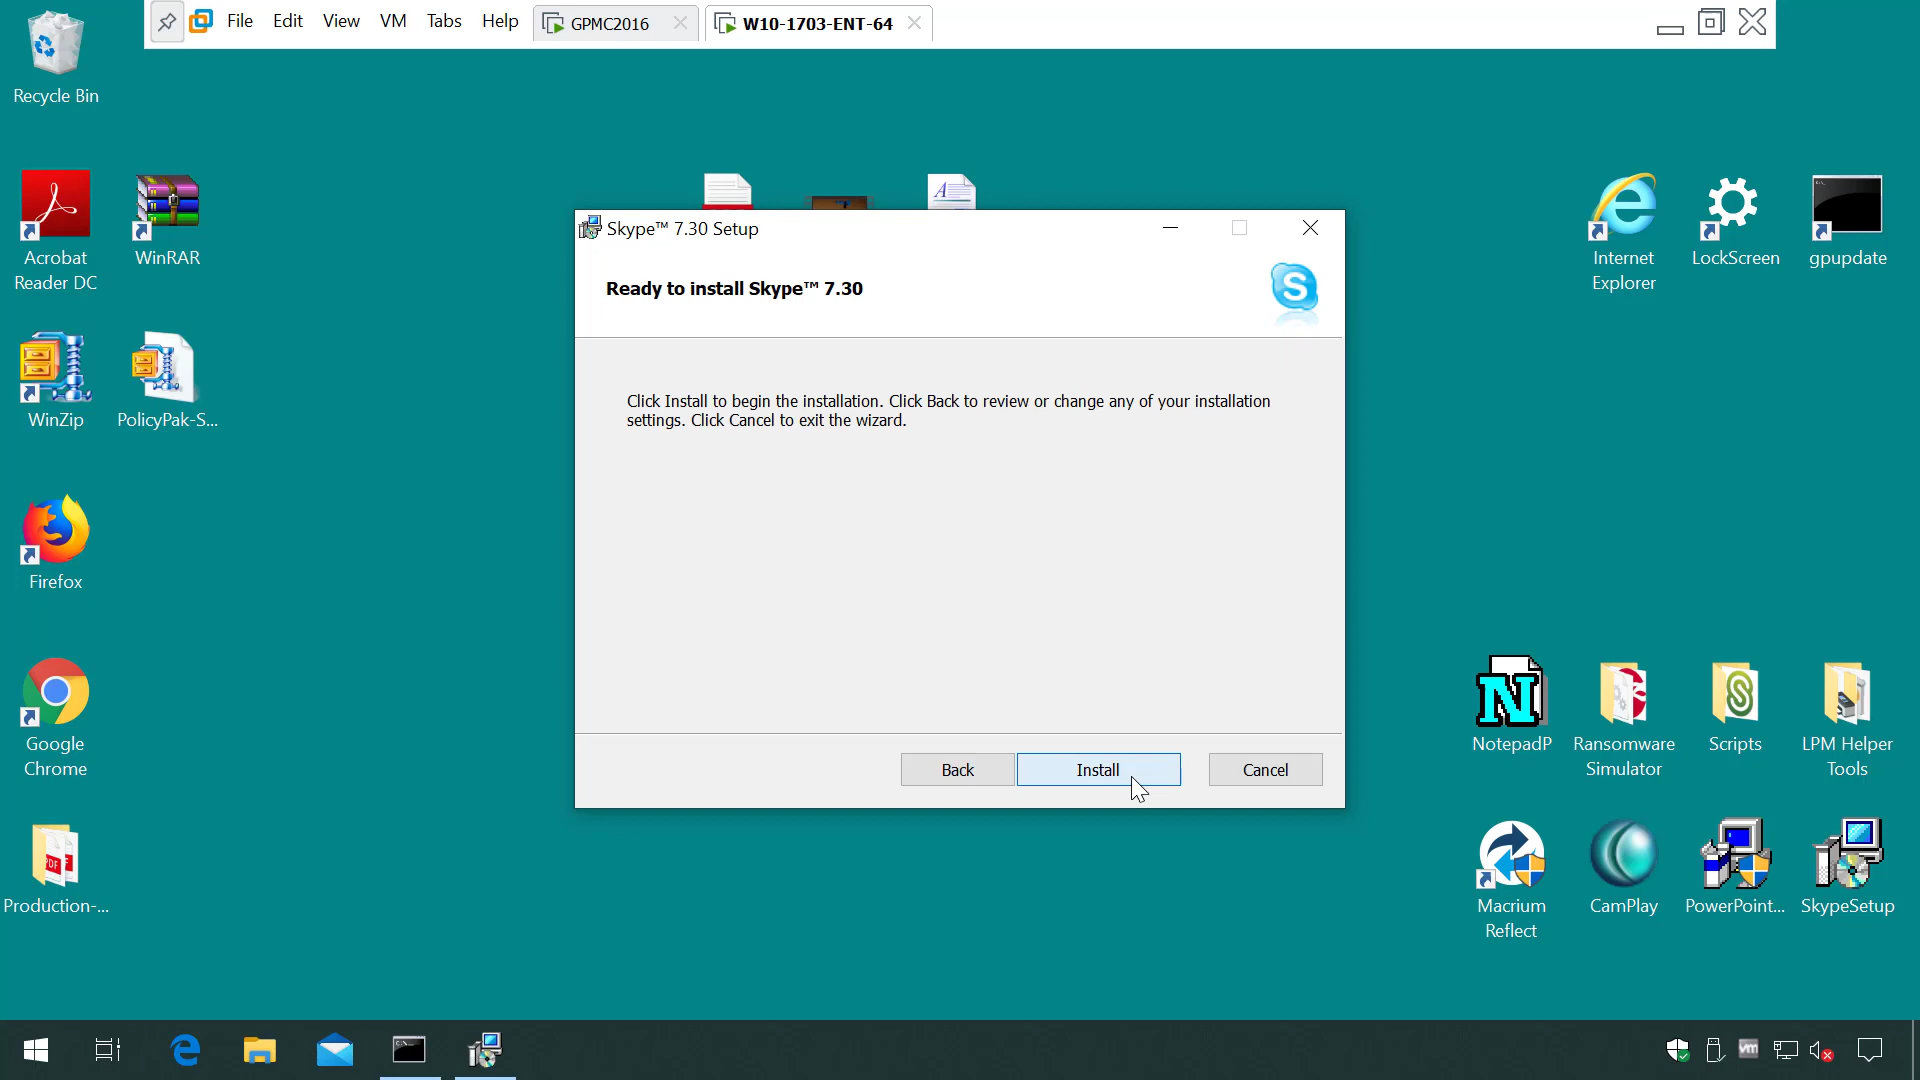 File Edit View VM Tabs Help GPMC2016 W10-1703-ENT-64
Recycle Bin
Acrobat
Reader DC
WinRAR
Internet
Explorer
LockScreen
gpupdate
Skype™ 7.30 Setup
Ready to install Skype™ 7.30
Click Install to begin the installation. Click Back to review or change any of your installation
settings. Click Cancel to exit the wizard.
Back Install Cancel
WinZip
PolicyPak-S...
Firefox
Google
Chrome
Production-...
NotepadP
Ransomware
Simulator
Scripts
LPM Helper
Tools
Macrium
Reflect
CamPlay
PowerPoint...
SkypeSetup